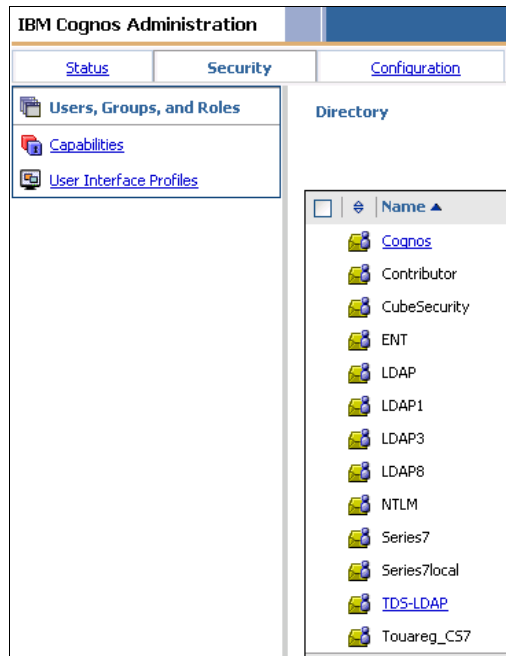 IBM Cognos Administration
Status
Security
Configuration
Users, Groups, and Roles
Capabilities
User Interface Profiles
Directory
Name
Cognos
Contributor
CubeSecurity
ENT
LDAP
LDAP1
LDAP3
LDAP8
NTLM
Series7
Series7local
TDS-LDAP
Touareg_CS7